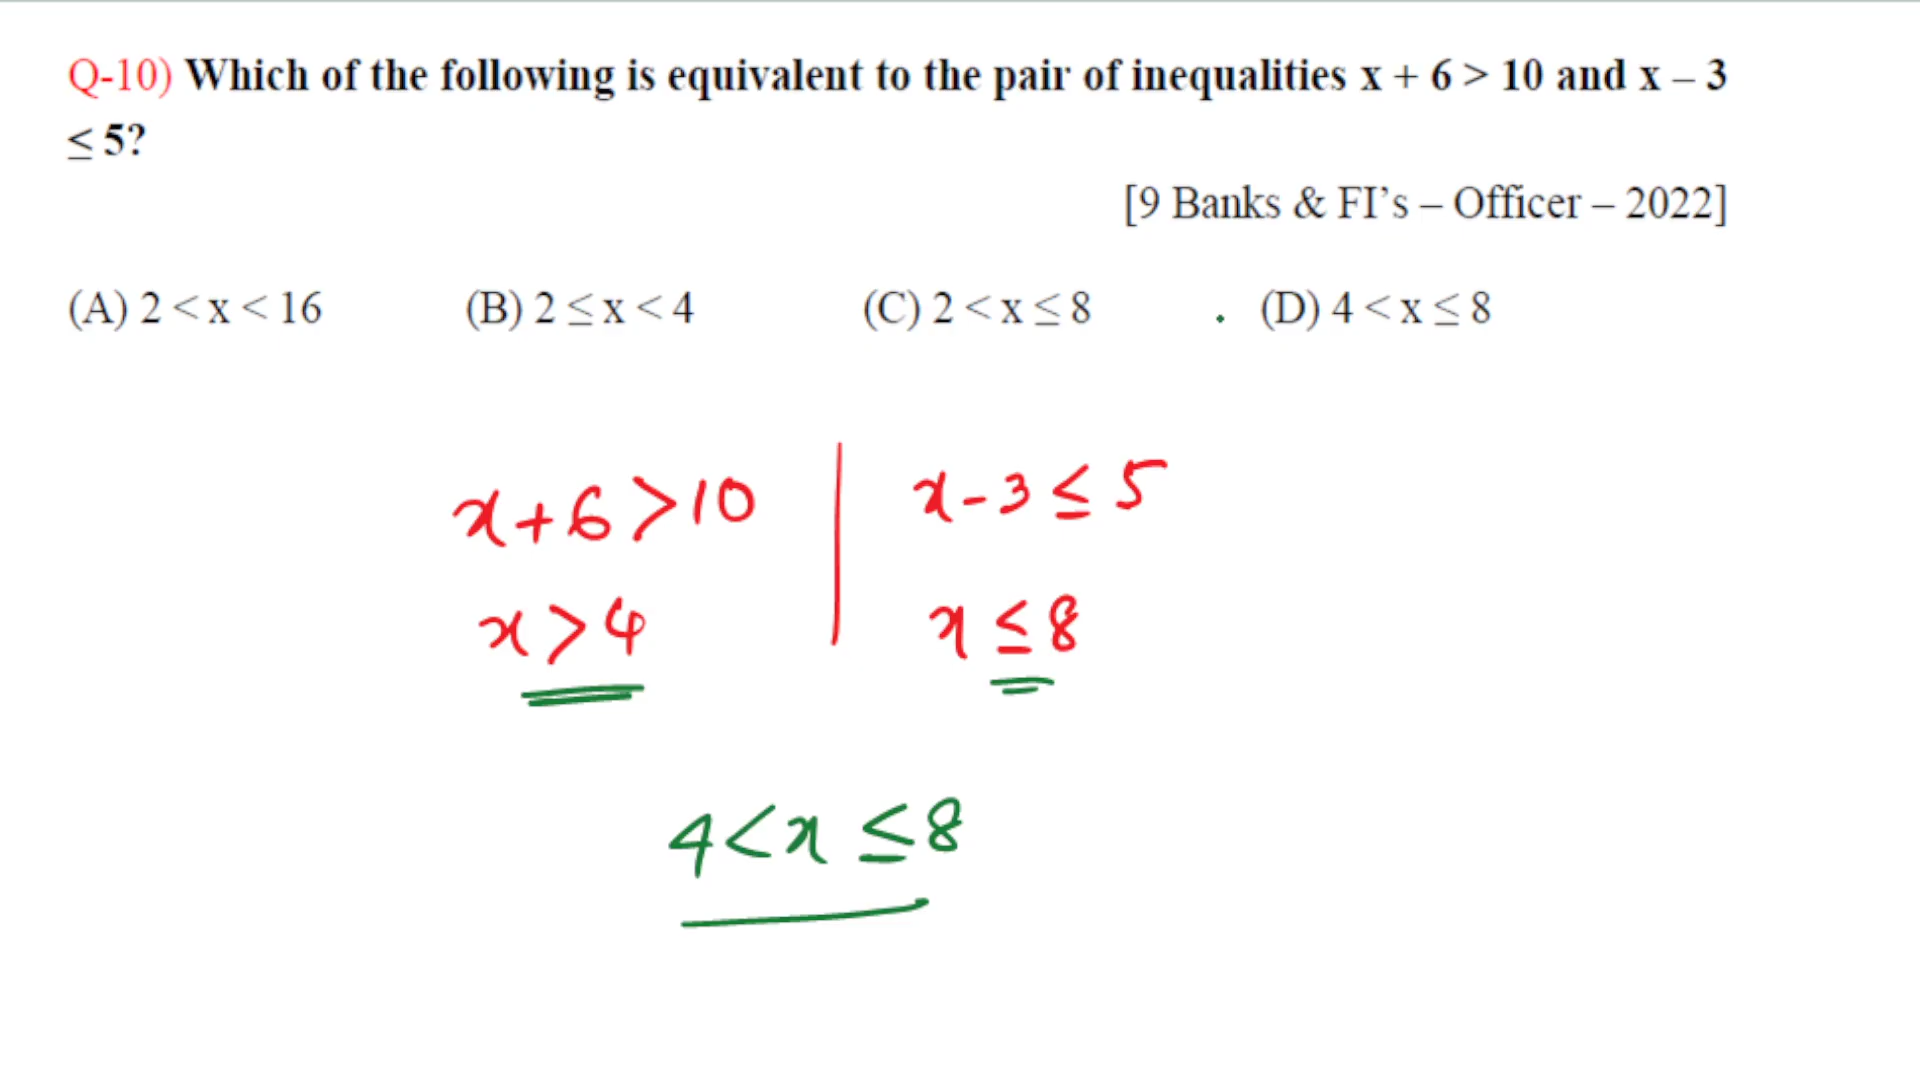 Q-10) Which of the following is equivalent to the pair of inequalities x + 6 > 10 and x – 3
≤ 5?
[9 Banks & FI’s – Officer – 2022]
(A) 2 < x < 16 (B) 2 ≤ x < 4 (C) 2 < x ≤ 8 (D) 4 < x ≤ 8
x+6>10 | x-3≤5
x>4 x≤8
4<x≤8